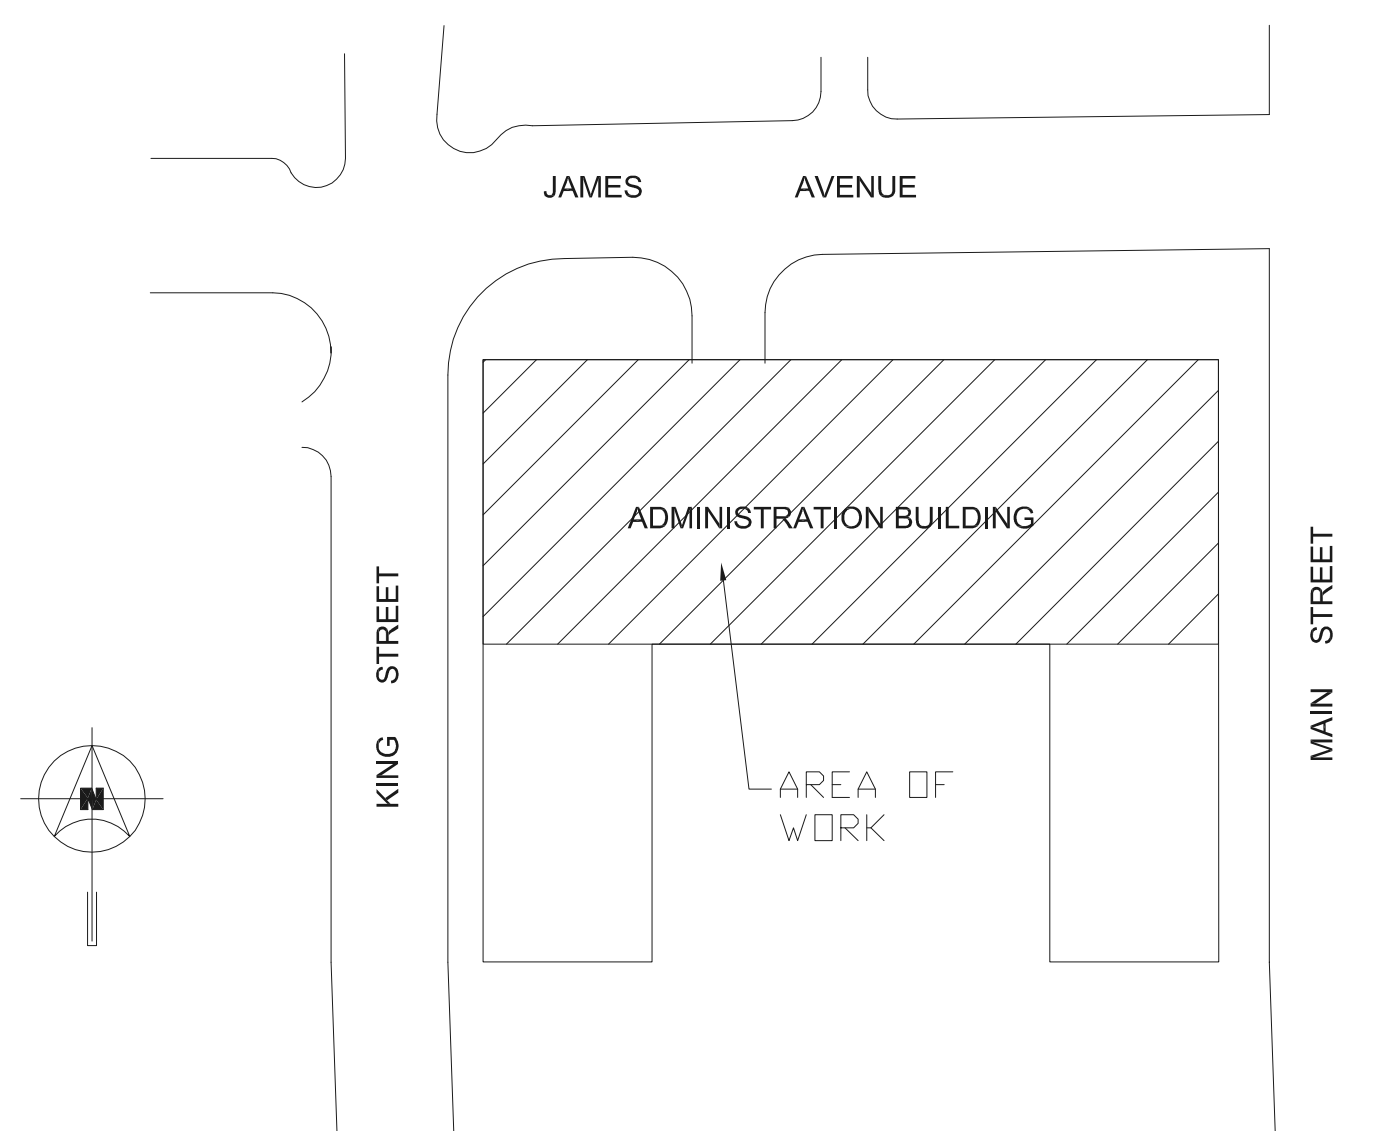 JAMES AVENUE
ADMINISTRATION BUILDING
KING STREET
MAIN STREET
N
AREA OF
WORK